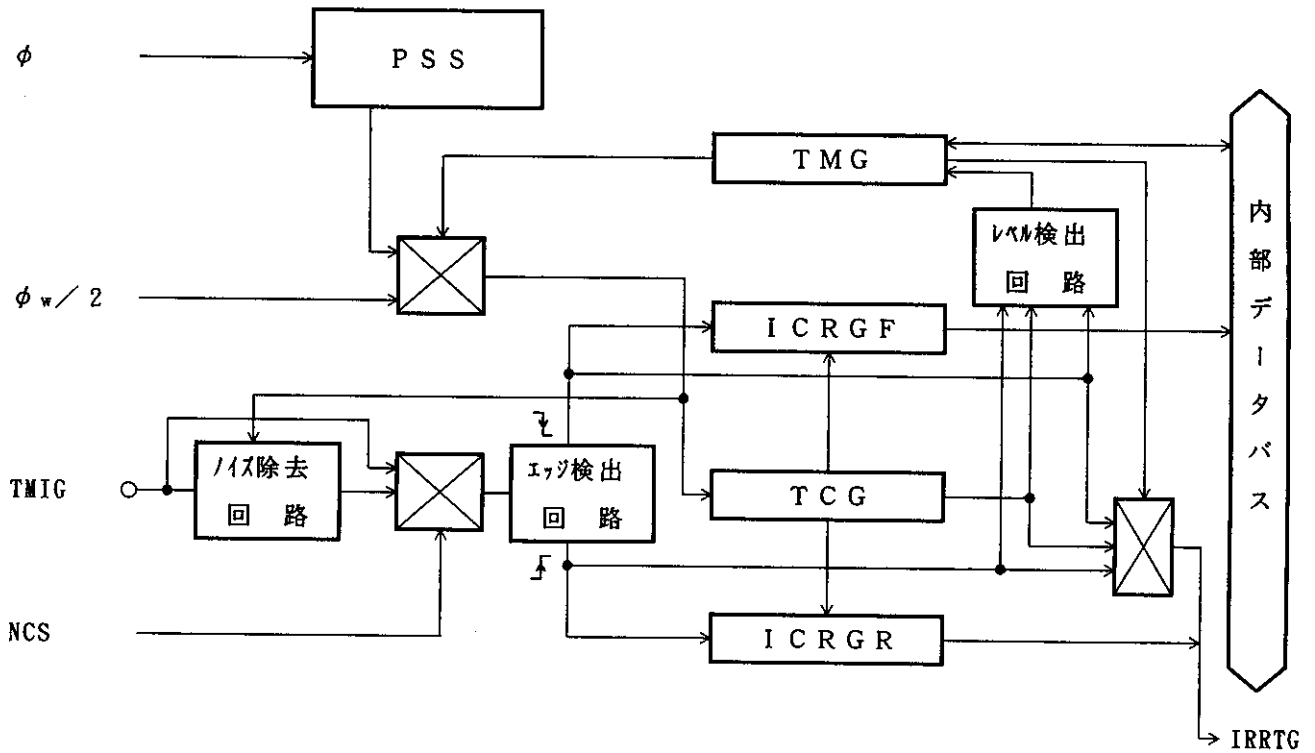 φ
PSS
TMG
レベル検出
回路
内部データバス
φw/2
ICRGF
ノイズ除去
回路
エッジ検出
回路
TMIG
TCG
NCS
ICRGR
IRRTG